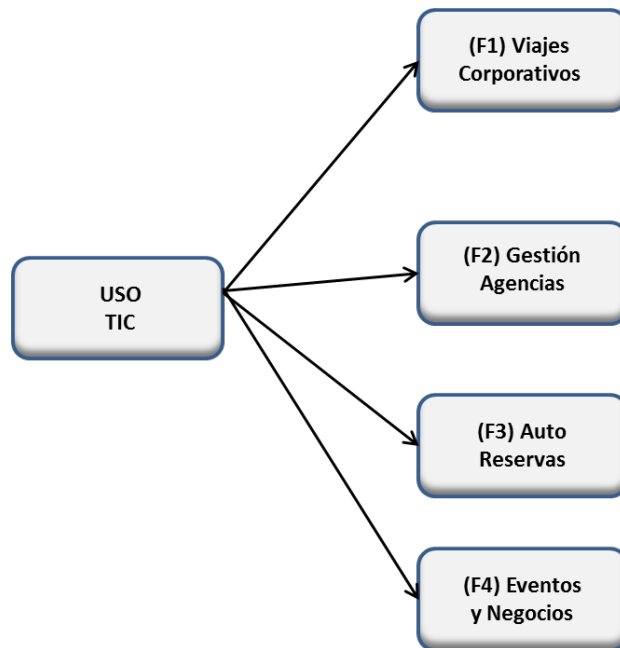 (F1) Viajes
Corporativos
(F2) Gestión
Agencias
USO
TIC
(F3) Auto
Reservas
(F4) Eventos
y Negocios